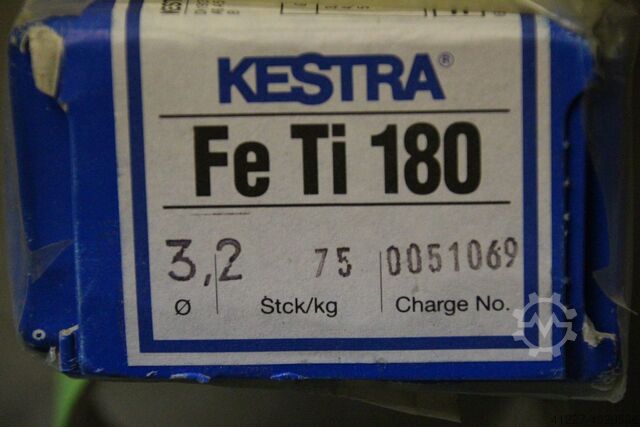 KESTRA®
Fe Ti 180
3,2 75 0051069
Ø Stck/kg Charge No.